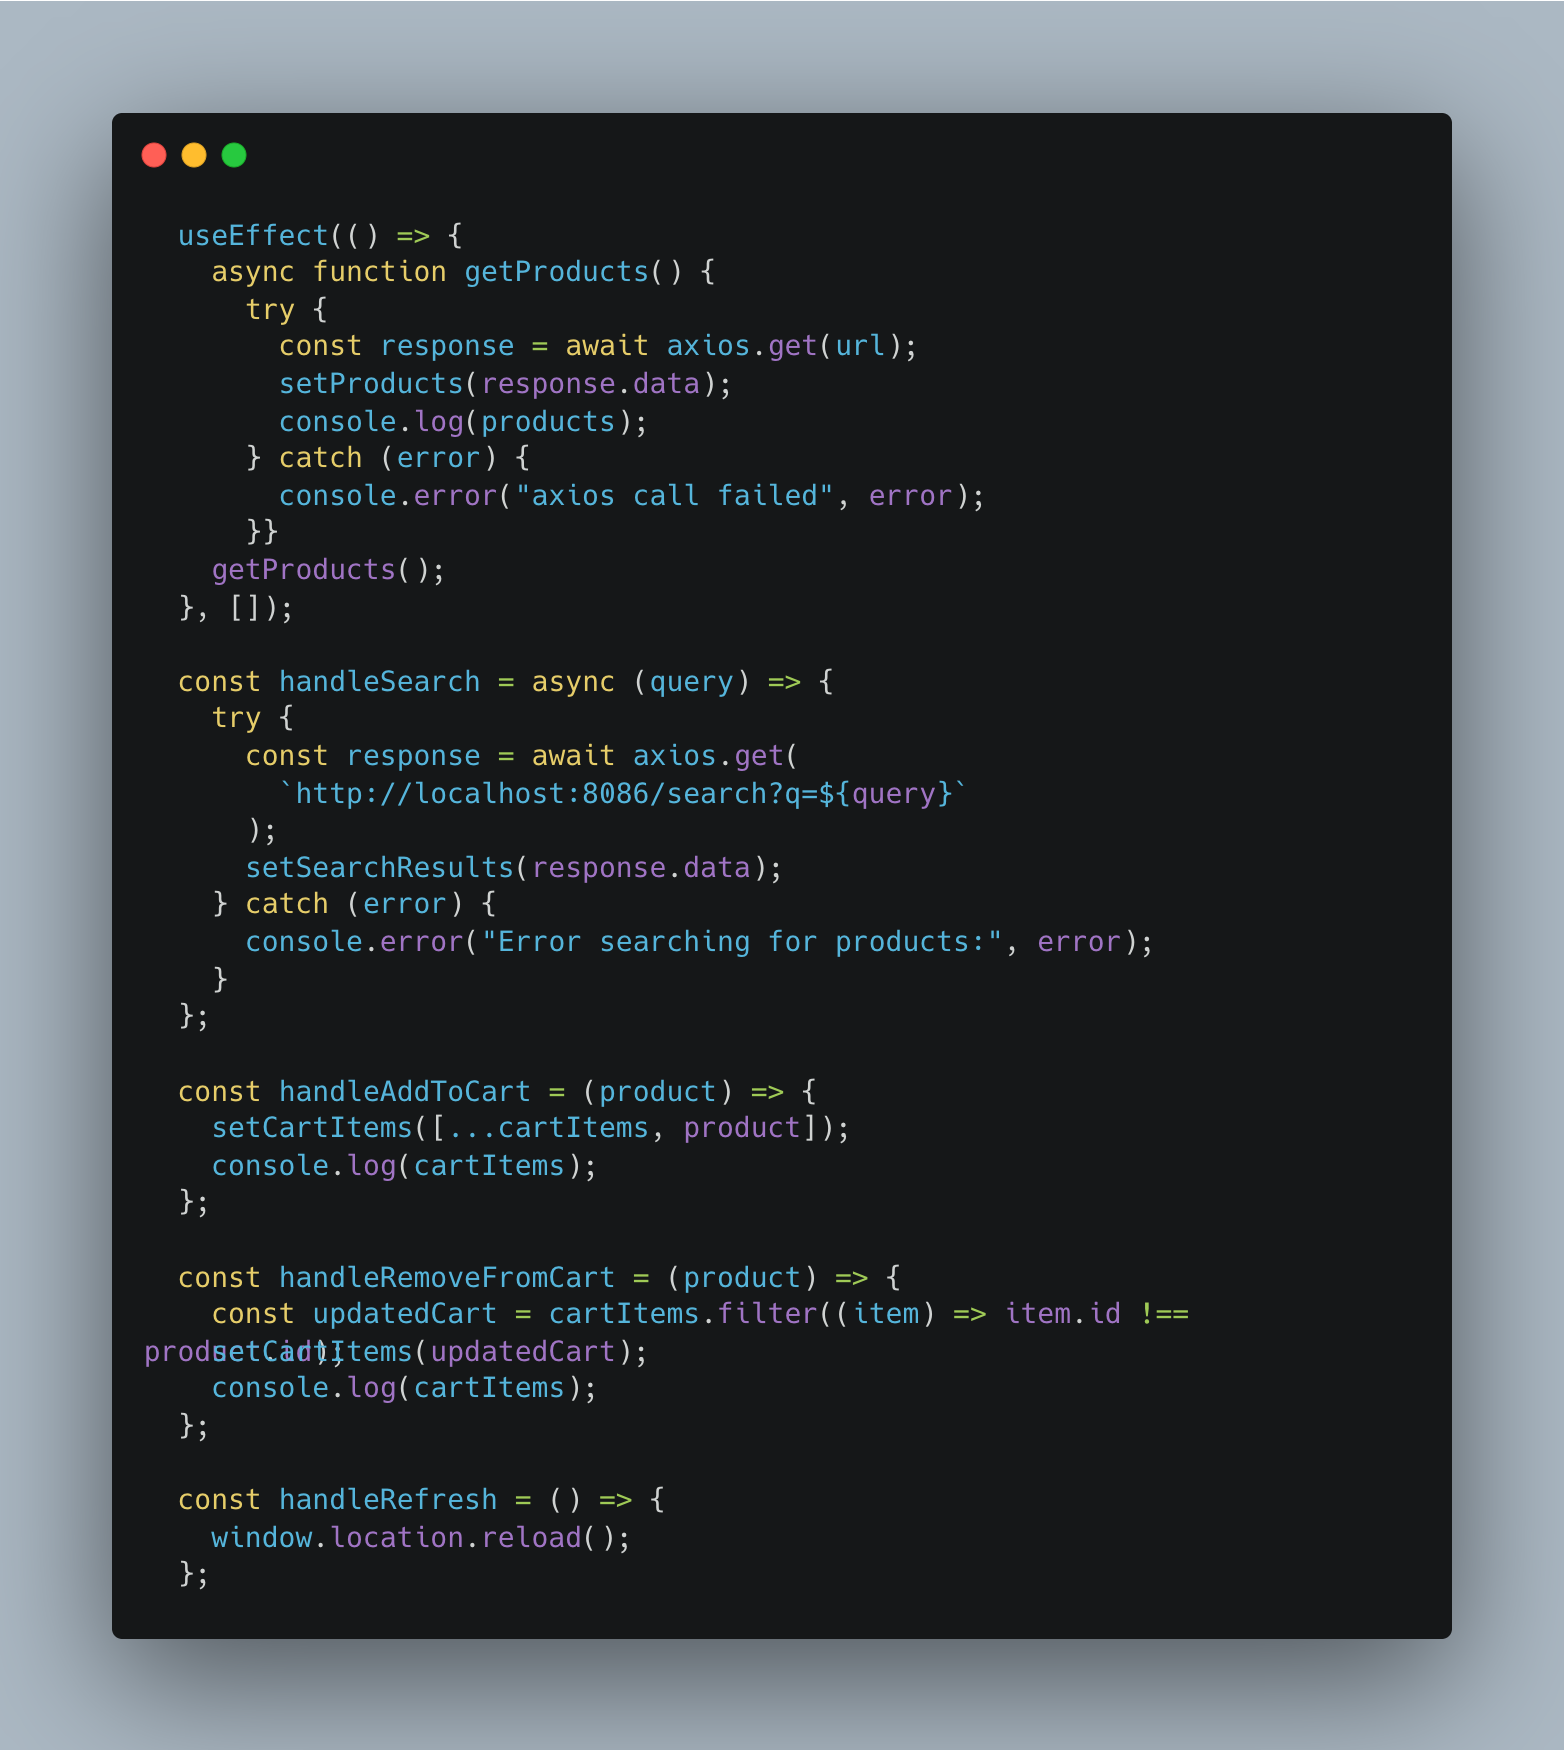 useEffect(() => {
  async function getProducts() {
    try {
      const response = await axios.get(url);
      setProducts(response.data);
      console.log(products);
    } catch (error) {
      console.error("axios call failed", error);
    }}
  getProducts();
}, []);

const handleSearch = async (query) => {
  try {
    const response = await axios.get(
      `http://localhost:8086/search?q=${query}`
    );
    setSearchResults(response.data);
  } catch (error) {
    console.error("Error searching for products:", error);
  }
};

const handleAddToCart = (product) => {
  setCartItems([...cartItems, product]);
  console.log(cartItems);
};

const handleRemoveFromCart = (product) => {
  const updatedCart = cartItems.filter((item) => item.id !==
product.id);
  setCartItems(updatedCart);
  console.log(cartItems);
};

const handleRefresh = () => {
  window.location.reload();
};